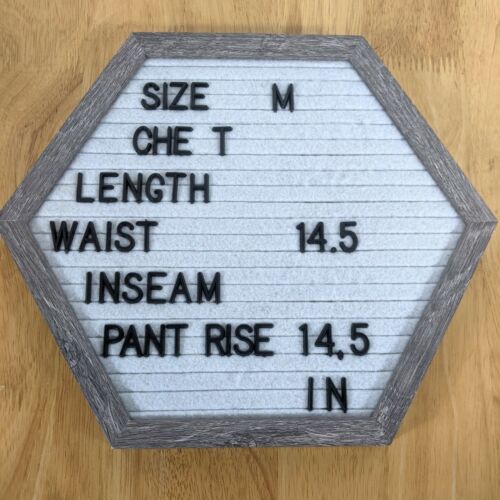 SIZE M
CHE T
LENGTH
WAIST 14.5
INSEAM
PANT RISE 14.5
IN